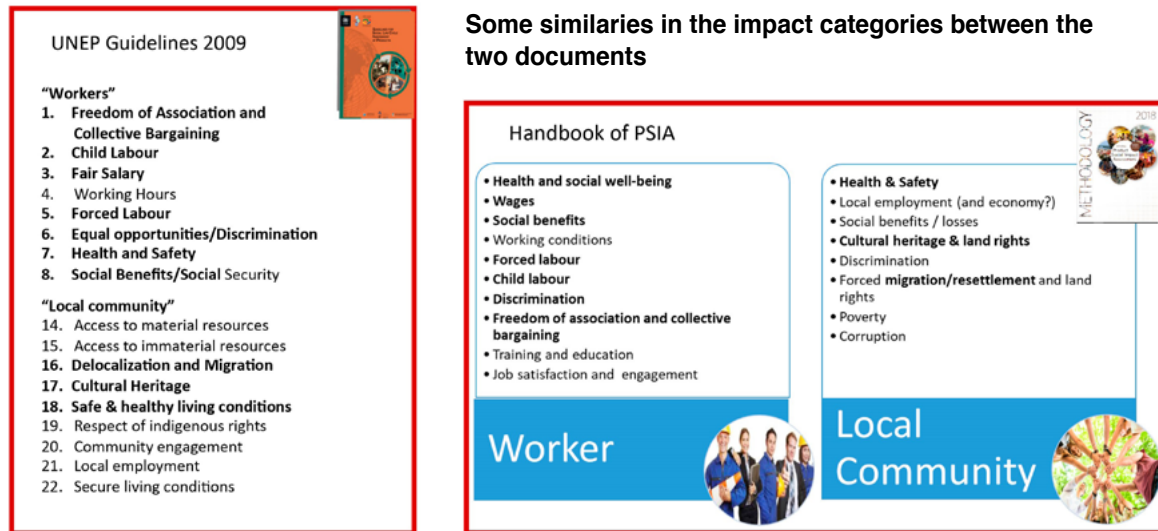 UNEP Guidelines 2009
“Workers”
1. Freedom of Association and
Collective Bargaining
2. Child Labour
3. Fair Salary
4. Working Hours
5. Forced Labour
6. Equal opportunities/Discrimination
7. Health and Safety
8. Social Benefits/Social Security
“Local community”
14. Access to material resources
15. Access to immaterial resources
16. Delocalization and Migration
17. Cultural Heritage
18. Safe & healthy living conditions
19. Respect of indigenous rights
20. Community engagement
21. Local employment
22. Secure living conditions
Some similaries in the impact categories between the
two documents
Handbook of PSIA
• Health and social well-being
• Wages
• Social benefits
• Working conditions
• Forced labour
• Child labour
• Discrimination
• Freedom of association and collective
bargaining
• Training and education
• Job satisfaction and engagement
Worker
• Health & Safety
• Local employment (and economy?)
• Social benefits / losses
• Cultural heritage & land rights
• Discrimination
• Forced migration/resettlement and land
rights
• Poverty
• Corruption
Local
Community
METHODOLOGY
2018